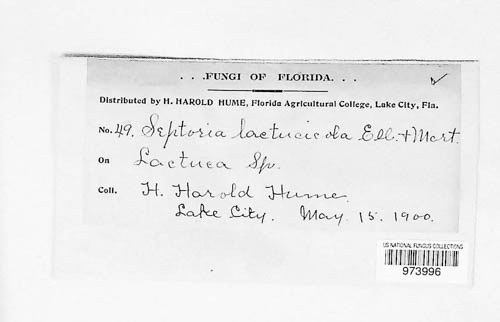 . . .FUNGI OF FLORIDA. . .
Distributed by H. HAROLD HUME, Florida Agricultural College, Lake City, Fla.
No. 49. Septoria lactucicola Ell. + Mart.
On Lactuca Sp.
Coll. H. Harold Hume.
Lake City. May. 15. 1900.
US NATIONAL FUNGUS COLLECTIONS
973996